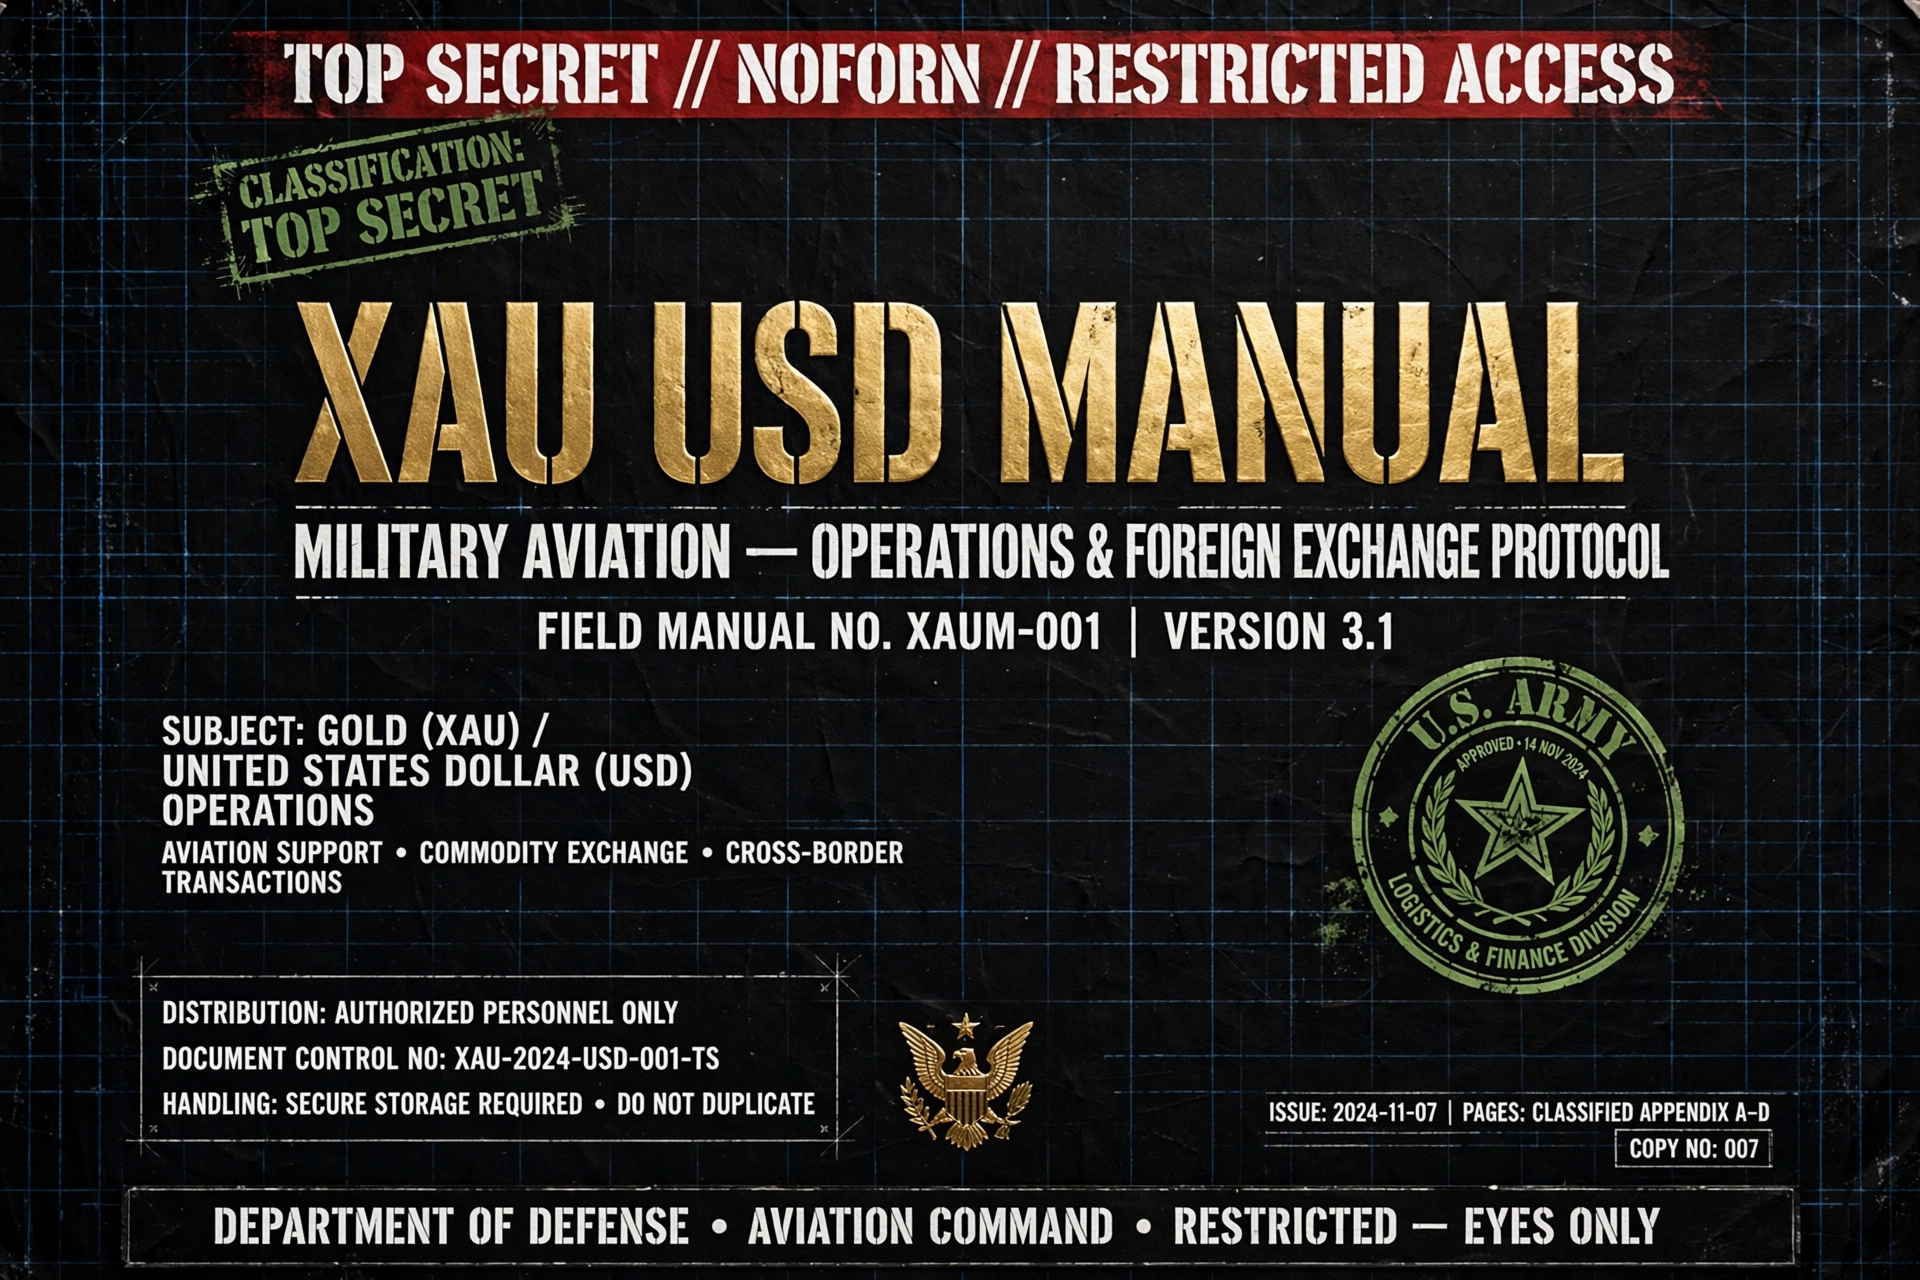 TOP SECRET // NOFORN // RESTRICTED ACCESS
CLASSIFICATION:
TOP SECRET
XAU USD MANUAL
MILITARY AVIATION — OPERATIONS & FOREIGN EXCHANGE PROTOCOL
FIELD MANUAL NO. XAUM-001 | VERSION 3.1
SUBJECT: GOLD (XAU) /
UNITED STATES DOLLAR (USD)
OPERATIONS
AVIATION SUPPORT • COMMODITY EXCHANGE • CROSS-BORDER
TRANSACTIONS
U.S. ARMY
APPROVED • 14 NOV 2024
LOGISTICS & FINANCE DIVISION
DISTRIBUTION: AUTHORIZED PERSONNEL ONLY
DOCUMENT CONTROL NO: XAU-2024-USD-001-TS
HANDLING: SECURE STORAGE REQUIRED • DO NOT DUPLICATE
ISSUE: 2024-11-07 | PAGES: CLASSIFIED APPENDIX A-D
COPY NO: 007
DEPARTMENT OF DEFENSE • AVIATION COMMAND • RESTRICTED — EYES ONLY